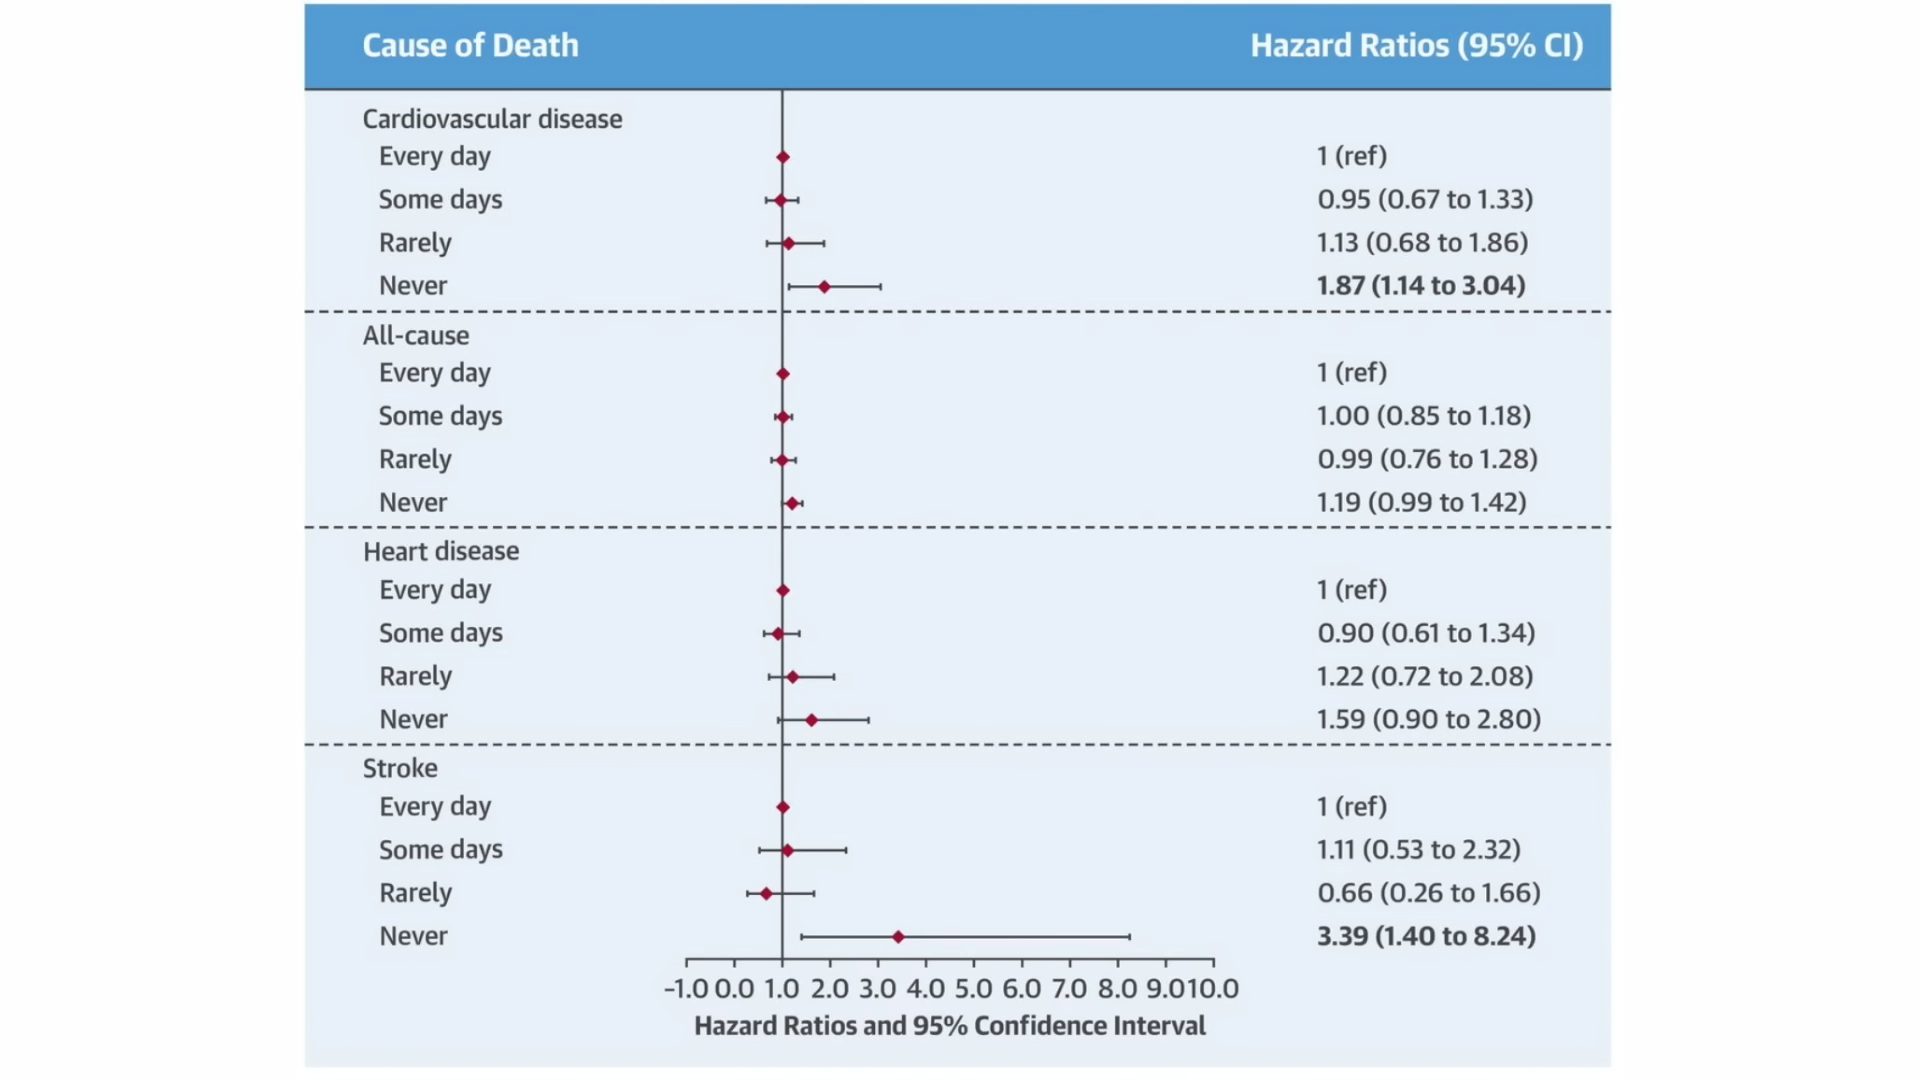 Cause of Death Hazard Ratios (95% CI)
Cardiovascular disease
Every day 1 (ref)
Some days 0.95 (0.67 to 1.33)
Rarely 1.13 (0.68 to 1.86)
Never 1.87 (1.14 to 3.04)
All-cause
Every day 1 (ref)
Some days 1.00 (0.85 to 1.18)
Rarely 0.99 (0.76 to 1.28)
Never 1.19 (0.99 to 1.42)
Heart disease
Every day 1 (ref)
Some days 0.90 (0.61 to 1.34)
Rarely 1.22 (0.72 to 2.08)
Never 1.59 (0.90 to 2.80)
Stroke
Every day 1 (ref)
Some days 1.11 (0.53 to 2.32)
Rarely 0.66 (0.26 to 1.66)
Never 3.39 (1.40 to 8.24)
−1.0 0.0 1.0 2.0 3.0 4.0 5.0 6.0 7.0 8.0 9.0 10.0
Hazard Ratios and 95% Confidence Interval